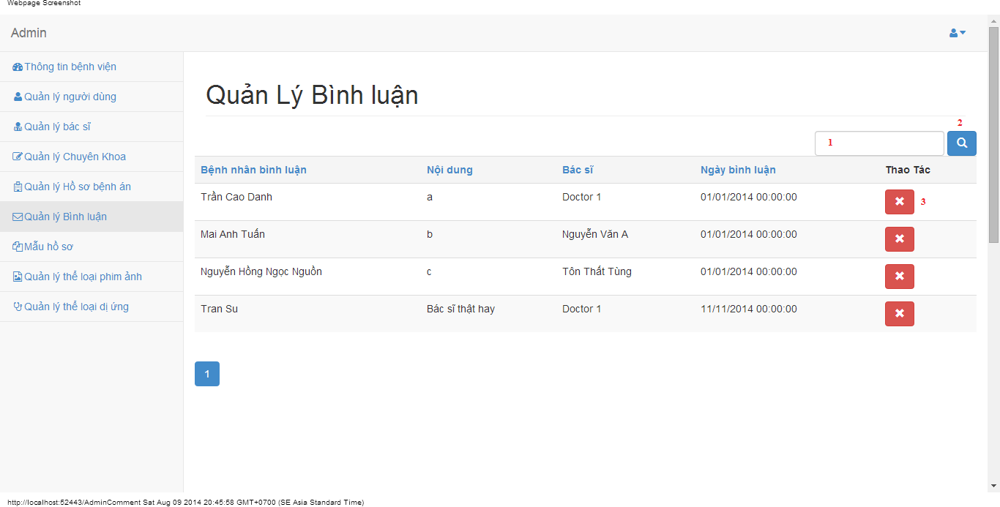 Webpage Screenshot
Admin
Thông tin bệnh viện
Quản lý người dùng
Quản lý bác sĩ
Quản lý Chuyên Khoa
Quản lý Hồ sơ bệnh án
Quản lý Bình luận
Mẫu hồ sơ
Quản lý thể loại phim ảnh
Quản lý thể loại dị ứng
Quản Lý Bình luận
2
1
Bệnh nhân bình luận Nội dung Bác sĩ Ngày bình luận Thao Tác
Trần Cao Danh a Doctor 1 01/01/2014 00:00:00 3
Mai Anh Tuấn b Nguyễn Văn A 01/01/2014 00:00:00
Nguyễn Hồng Ngọc Nguồn c Tôn Thất Tùng 01/01/2014 00:00:00
Tran Su Bác sĩ thật hay Doctor 1 11/11/2014 00:00:00
1
http://localhost:52443/AdminComment Sat Aug 09 2014 20:45:58 GMT+0700 (SE Asia Standard Time)